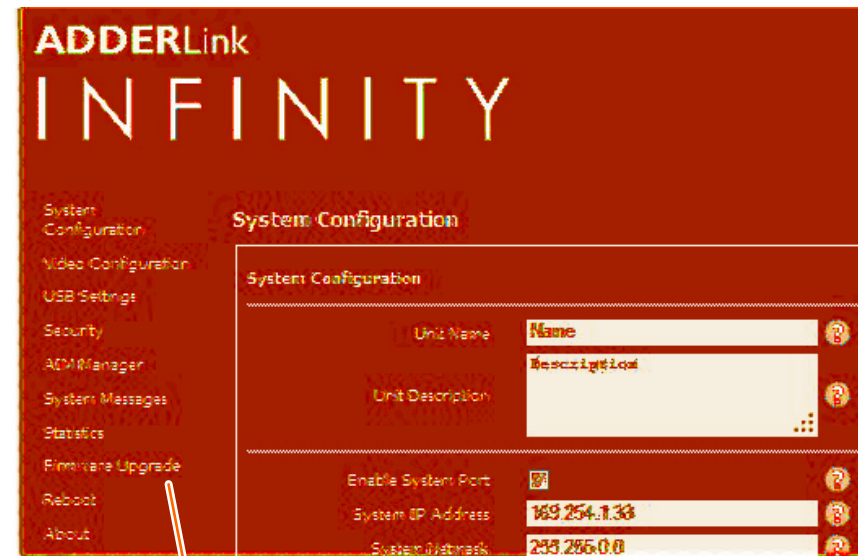 ADDERLink
INFINITY
System
Configuration
Video Configuration
USB Settings
Security
AIM Manager
System Messages
Statistics
Firmware Upgrade
Reboot
About
System Configuration
System Configuration
Unit Name
Name
Unit Description
Description
Enable System Port
System IP Address
169.254.1.33
System Netmask
255.255.0.0